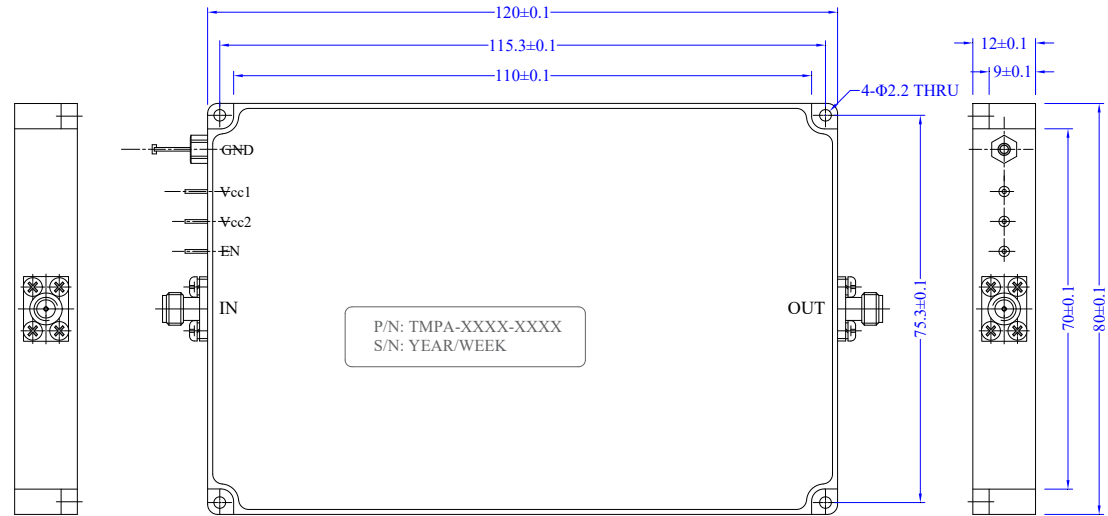 120±0.1
115.3±0.1
110±0.1
12±0.1
9±0.1
4-Φ2.2 THRU
GND
Vcc1
Vcc2
EN
IN
OUT
P/N: TMPA-XXXX-XXXX
S/N: YEAR/WEEK
75.3±0.1
70±0.1
80±0.1